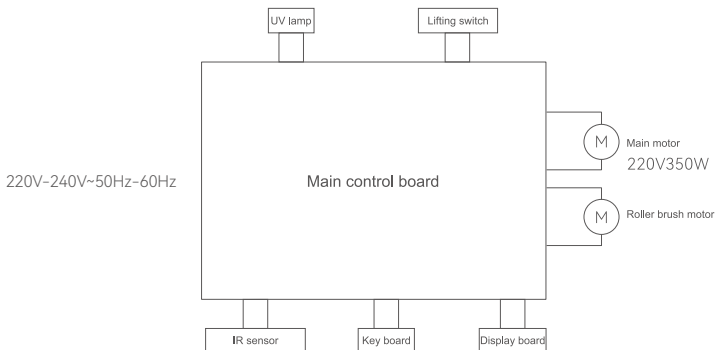 UV lamp
Lifting switch
M
Main motor
220V350W
220V-240V~50Hz-60Hz
Main control board
M
Roller brush motor
IR sensor
Key board
Display board